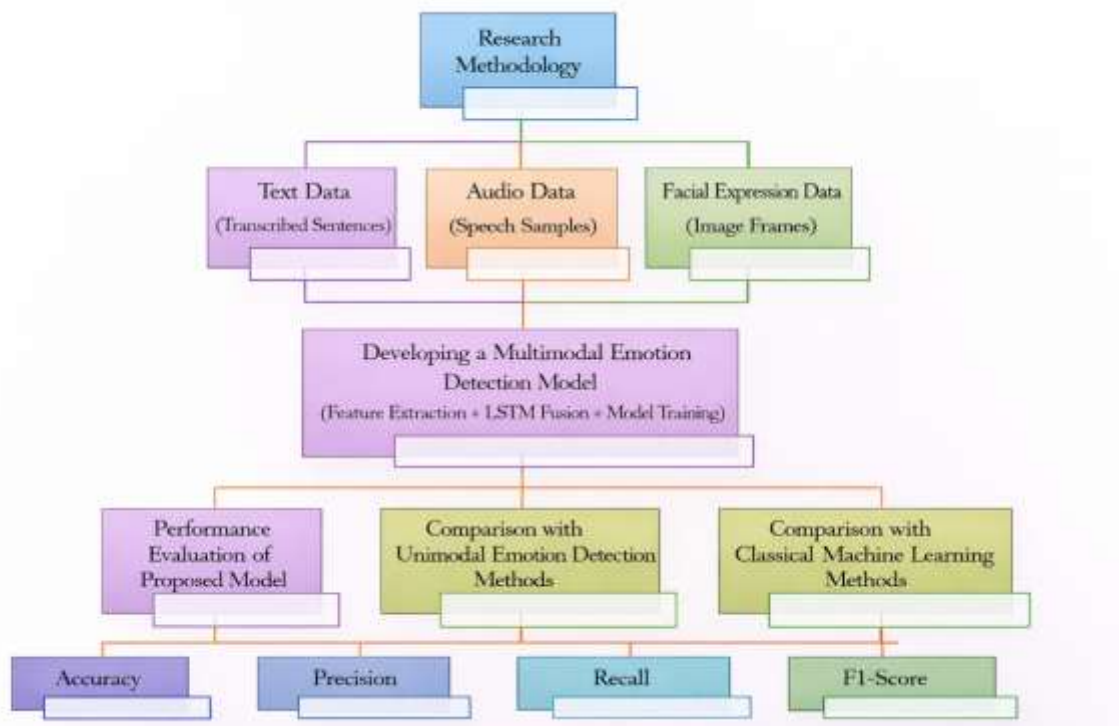 Research
Methodology
Text Data
(Transcribed Sentences)
Audio Data
(Speech Samples)
Facial Expression Data
(Image Frames)
Developing a Multimodal Emotion
Detection Model
(Feature Extraction + LSTM Fusion + Model Training)
Performance
Evaluation of
Proposed Model
Comparison with
Unimodal Emotion Detection
Methods
Comparison with
Classical Machine Learning
Methods
Accuracy
Precision
Recall
F1-Score